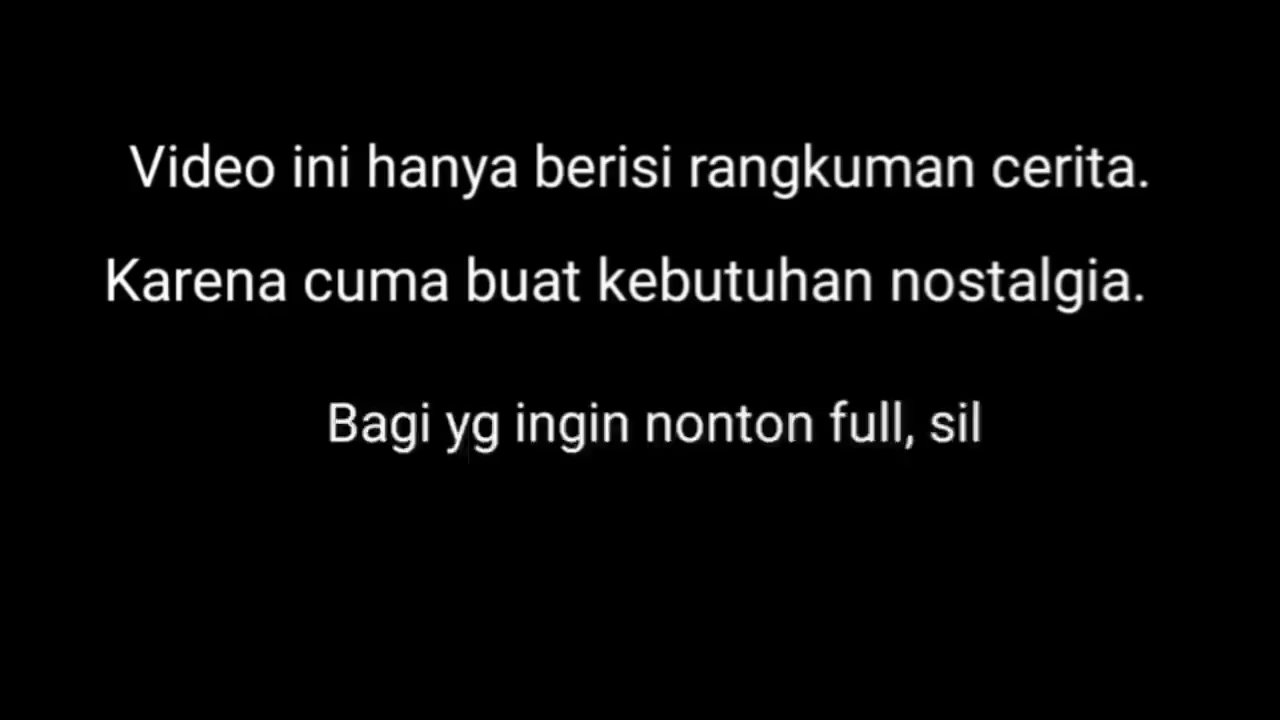 Video ini hanya berisi rangkuman cerita.
Karena cuma buat kebutuhan nostalgia.
Bagi yg ingin nonton full, sil